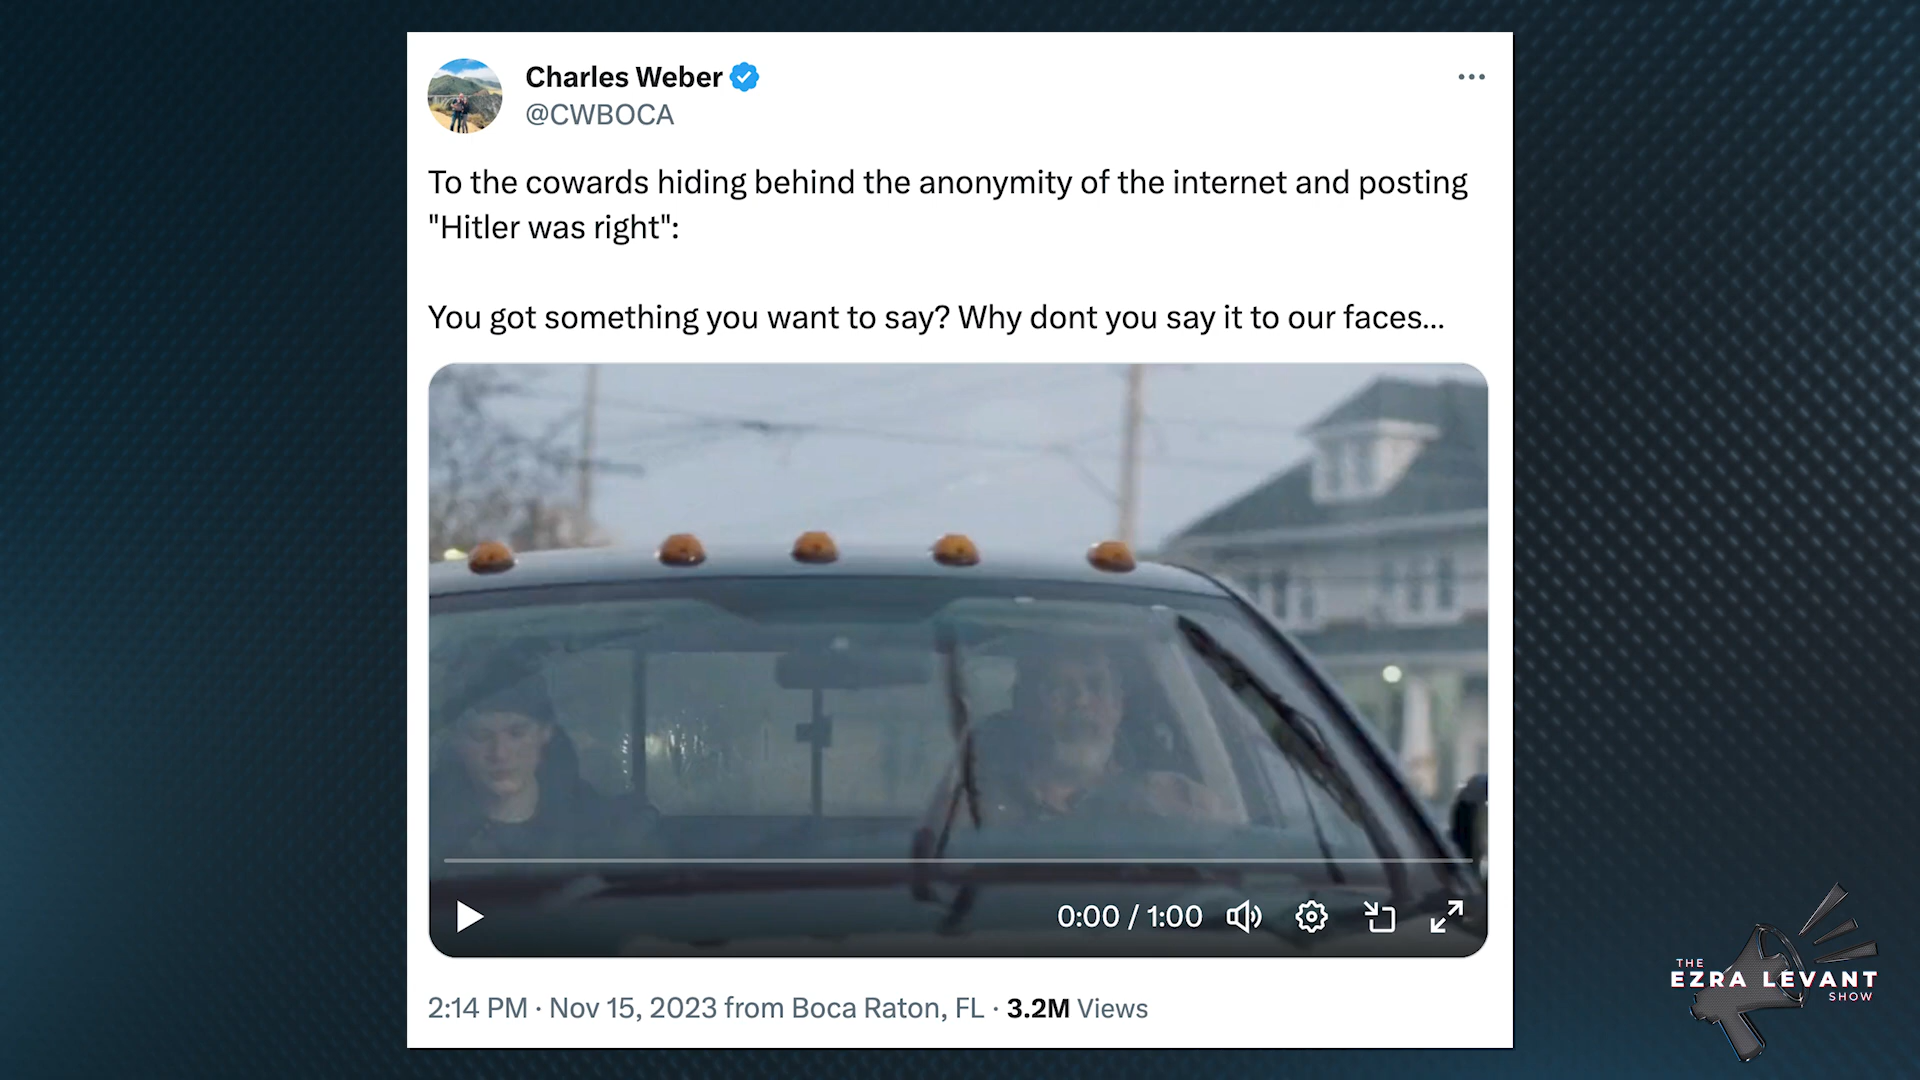 Charles Weber
@CWBOCA
To the cowards hiding behind the anonymity of the internet and posting
"Hitler was right":
You got something you want to say? Why dont you say it to our faces...
0:00 / 1:00
2:14 PM · Nov 15, 2023 from Boca Raton, FL · 3.2M Views
THE
EZRA LEVANT
SHOW